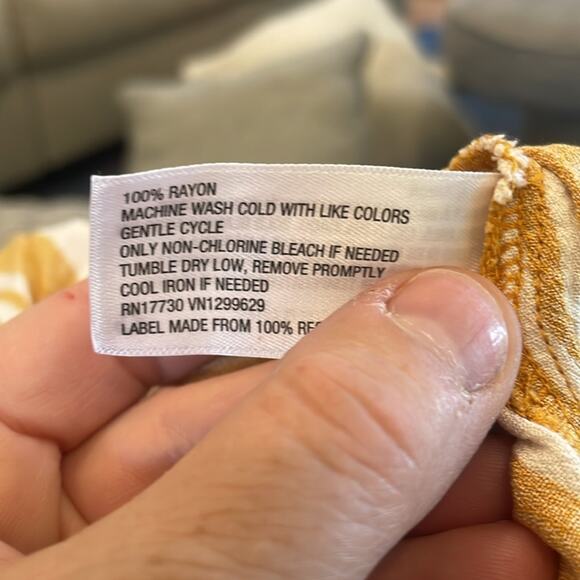 100% RAYON
MACHINE WASH COLD WITH LIKE COLORS
GENTLE CYCLE
ONLY NON-CHLORINE BLEACH IF NEEDED
TUMBLE DRY LOW, REMOVE PROMPTLY
COOL IRON IF NEEDED
RN17730 VN1299629
LABEL MADE FROM 100%